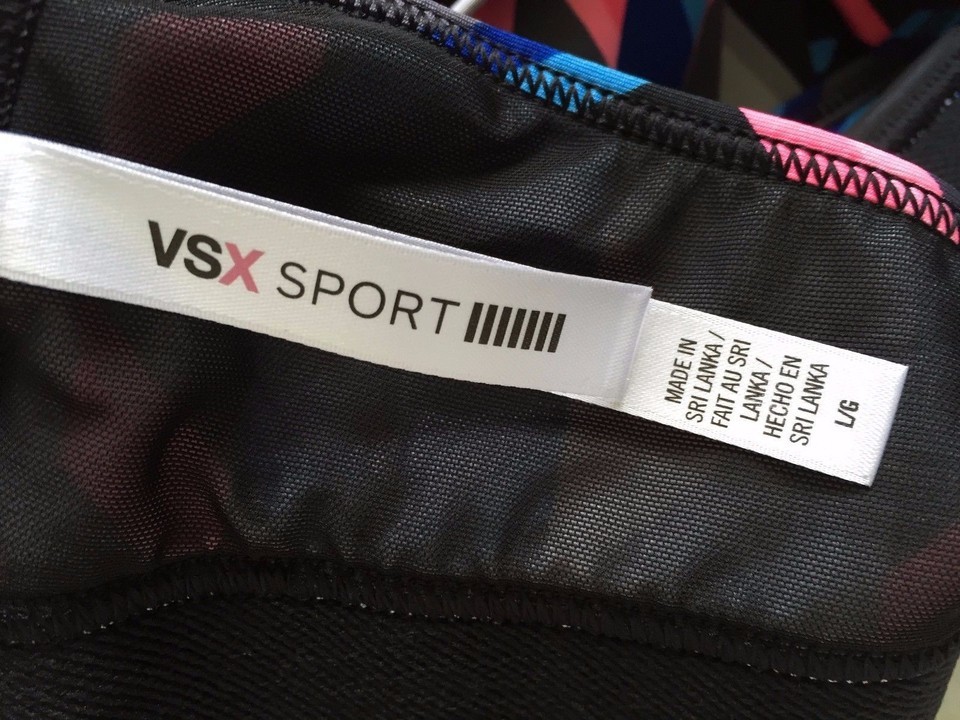 VSX SPORT
MADE IN
SRI LANKA /
FAIT AU SRI
LANKA /
HECHO EN
SRI LANKA
L/G